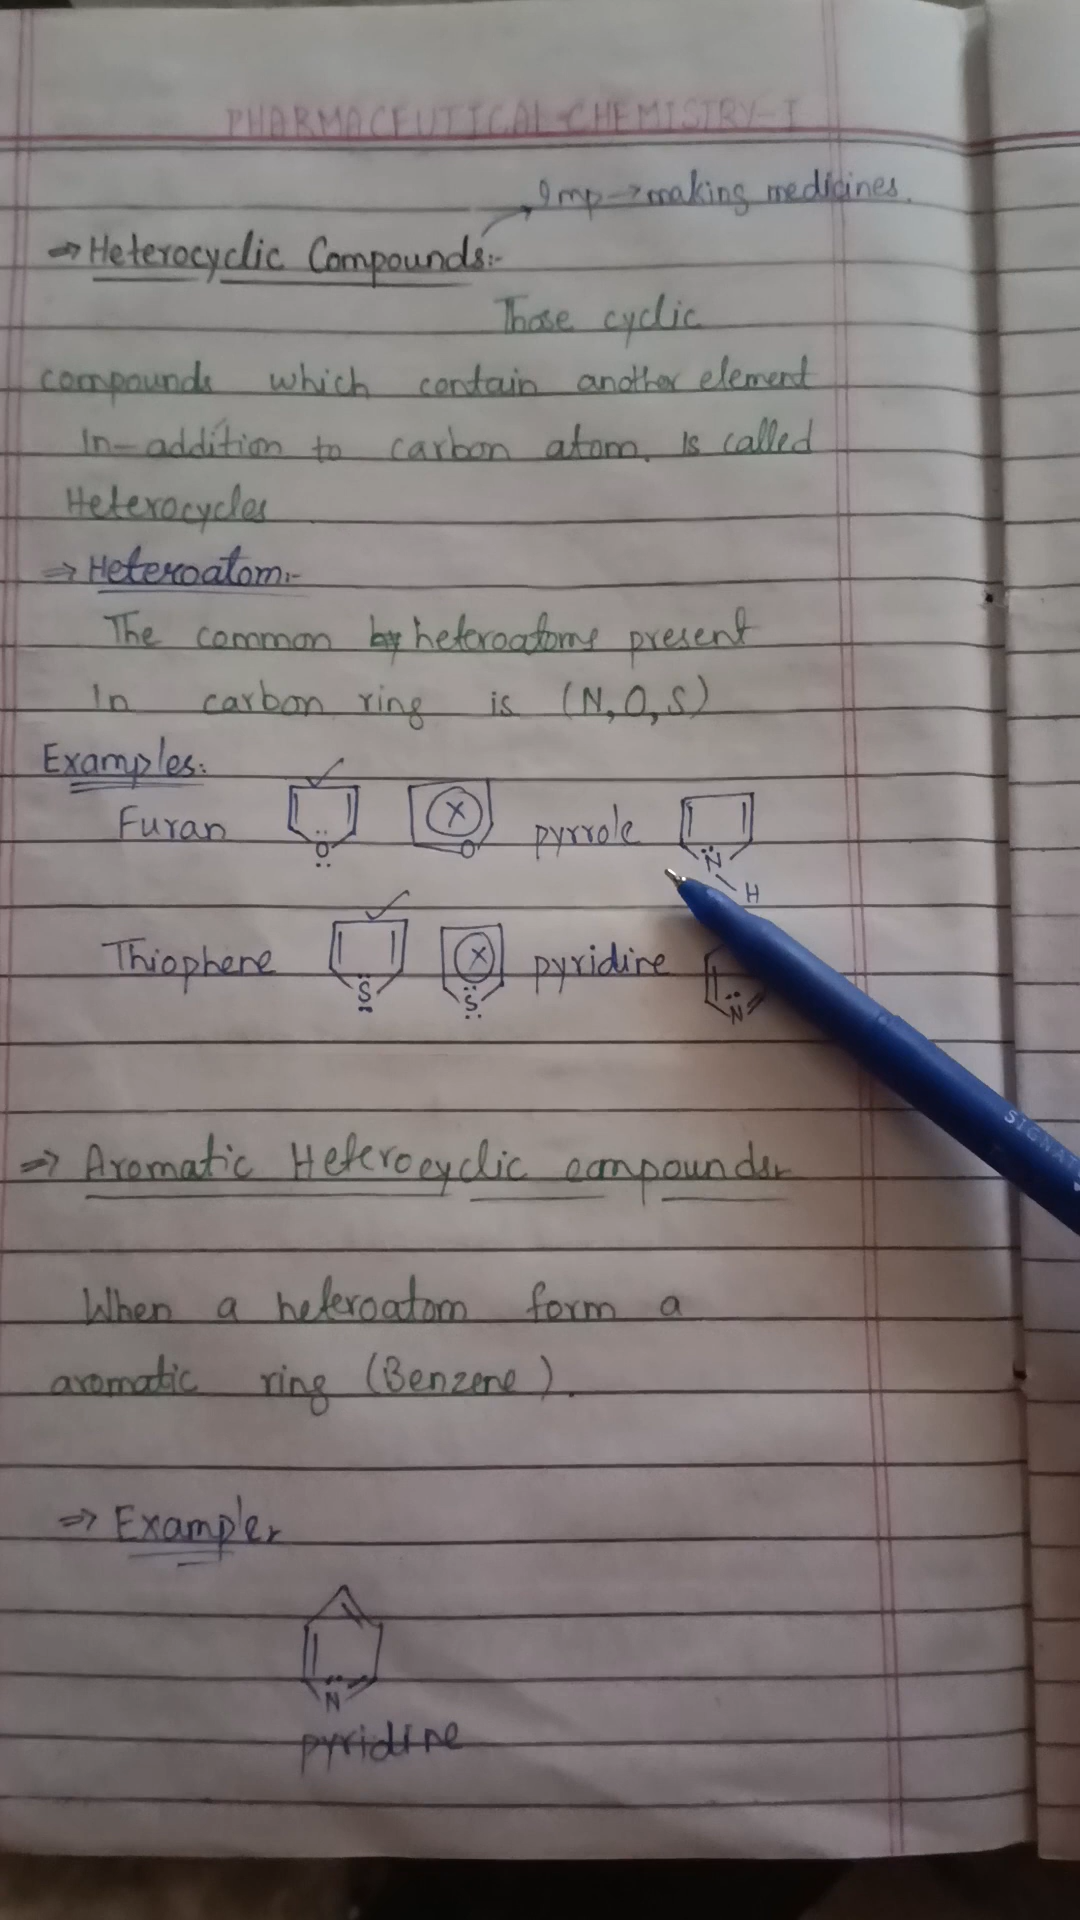 PHARMACEUTICAL CHEMISTRY-I
Imp → making medicines.
⇒ Heterocyclic Compounds:-
Those cyclic
compounds which contain another element
In-addition to carbon atom. Is called
Heterocycles
⇒ Heteroatom:-
The common heteroatoms present
In carbon ring is (N,O,S)
Examples:
Furan O O pyrrole N H
Thiophene S S pyridine N
SIGNAT
⇒ Aromatic Heterocyclic compounds
When a heteroatom form a
aromatic ring (Benzene).
⇒ Example
N
pyridine